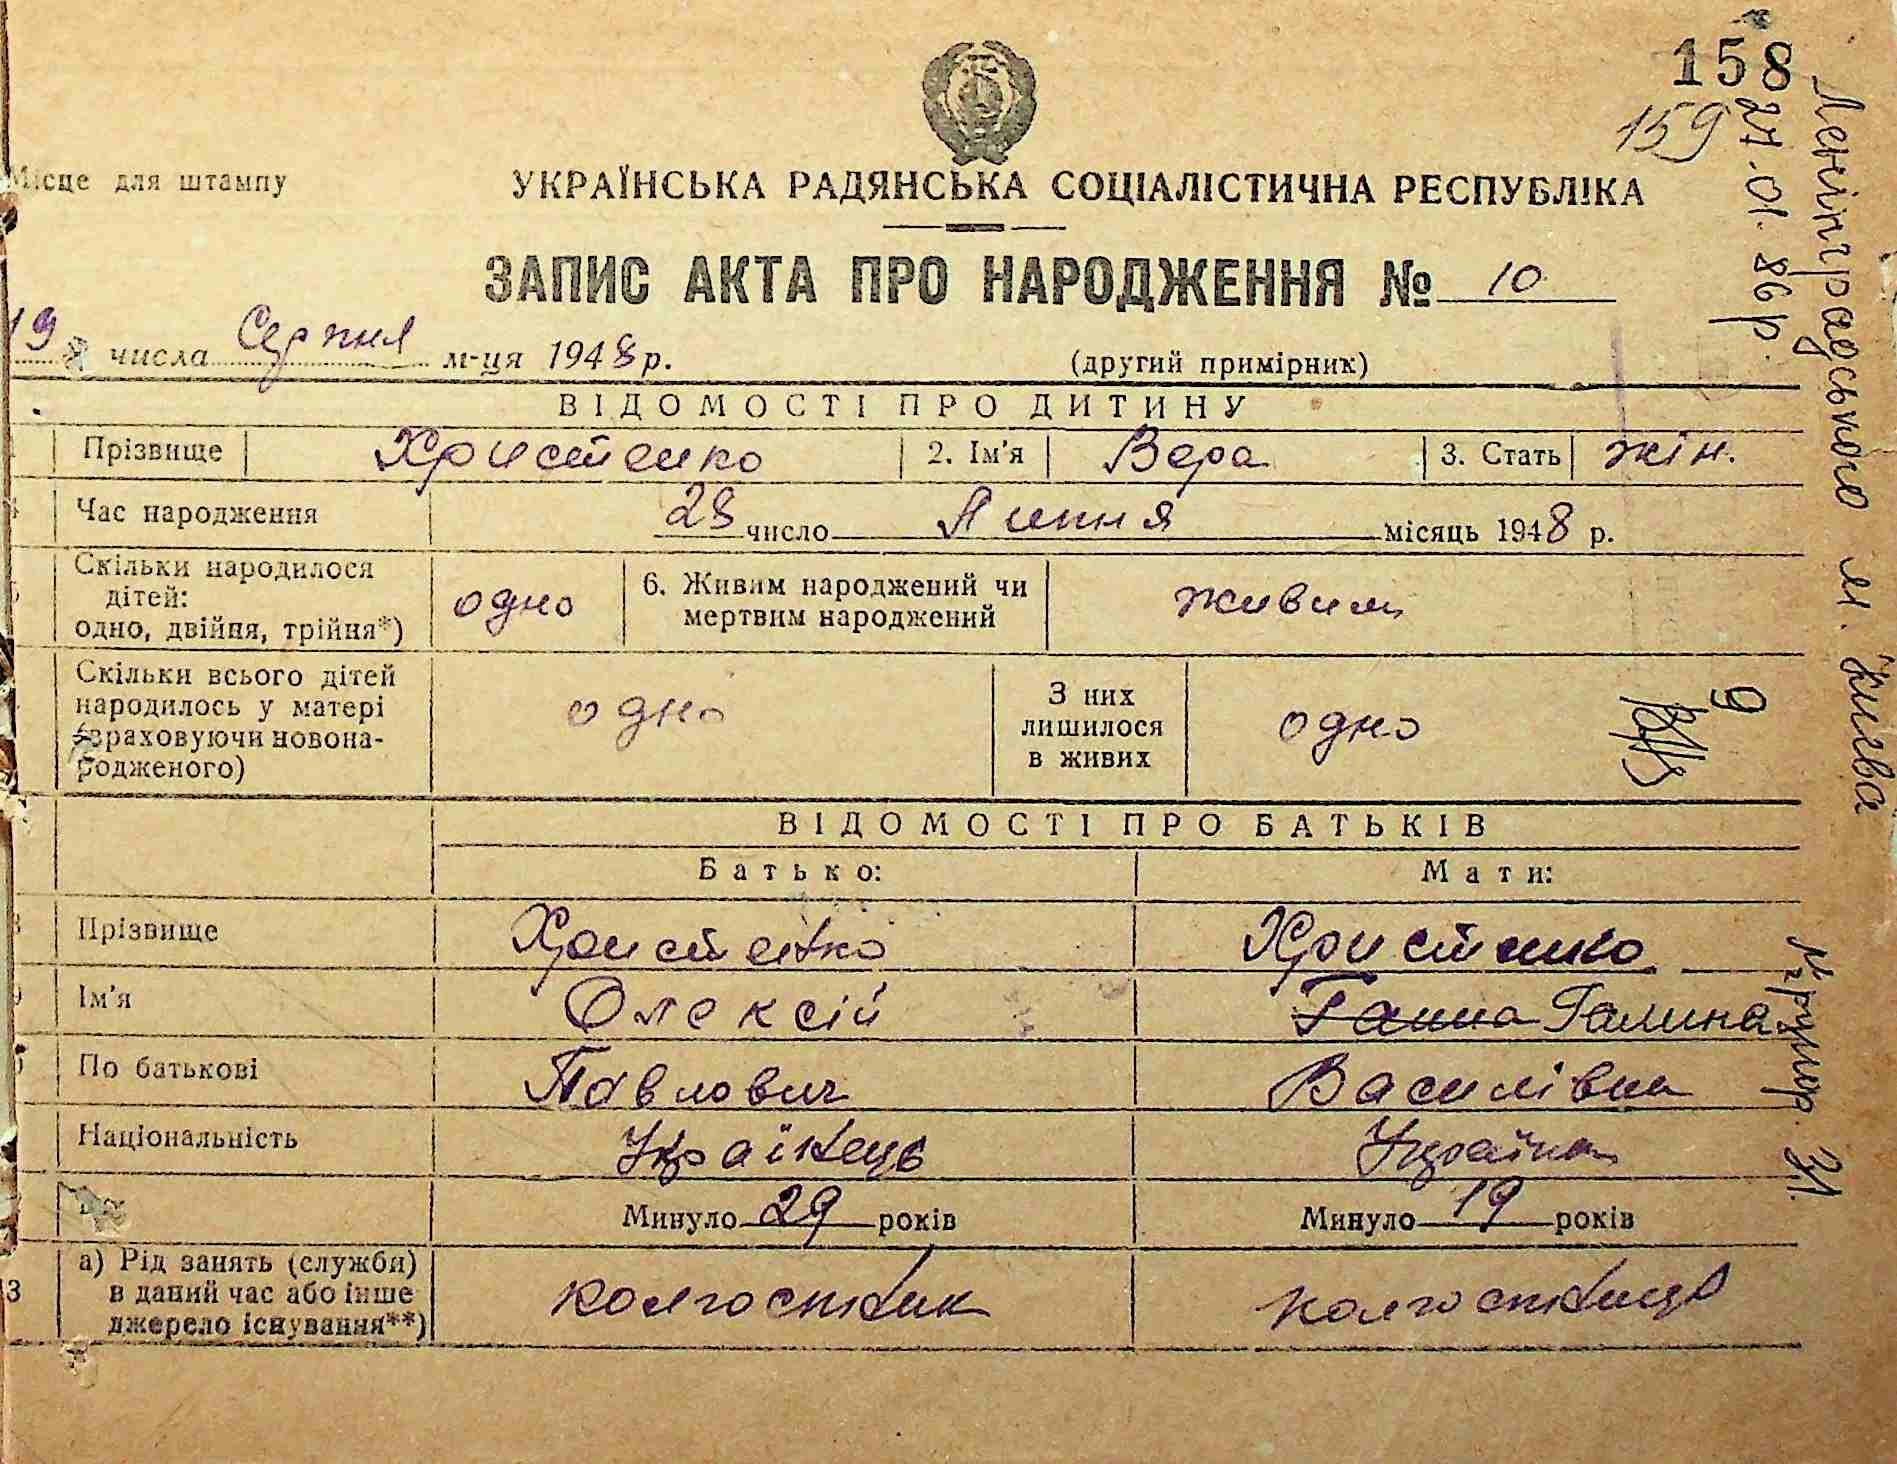 158
159
Місце для штампу
УКРАЇНСЬКА РАДЯНСЬКА СОЦІАЛІСТИЧНА РЕСПУБЛІКА
ЗАПИС АКТА ПРО НАРОДЖЕННЯ № 10
19 числа Серпня м-ця 1948 р.
(другий примірник)
ВІДОМОСТІ ПРО ДИТИНУ
Прізвище Христенко 2. Ім'я Вера 3. Стать жін.
Час народження 28 число Липня місяць 1948 р.
Скільки народилося дітей: одно, двійня, трійня*) одно 6. Живим народжений чи мертвим народжений живим
Скільки всього дітей народилось у матері (враховуючи новонародженого) одно З них лишилося в живих одно
ВІДОМОСТІ ПРО БАТЬКІВ
Батько: Мати:
Прізвище Христенко Христенко
Ім'я Олексій Ганна Галина
По батькові Павлович Василівна
Національність Українець Українка
Минуло 29 років Минуло 19 років
13 а) Рід занять (служби) в даний час або інше джерело існування**) колгоспник колгоспниця
Ленінградського м. Києва
27.01.86 р.
9